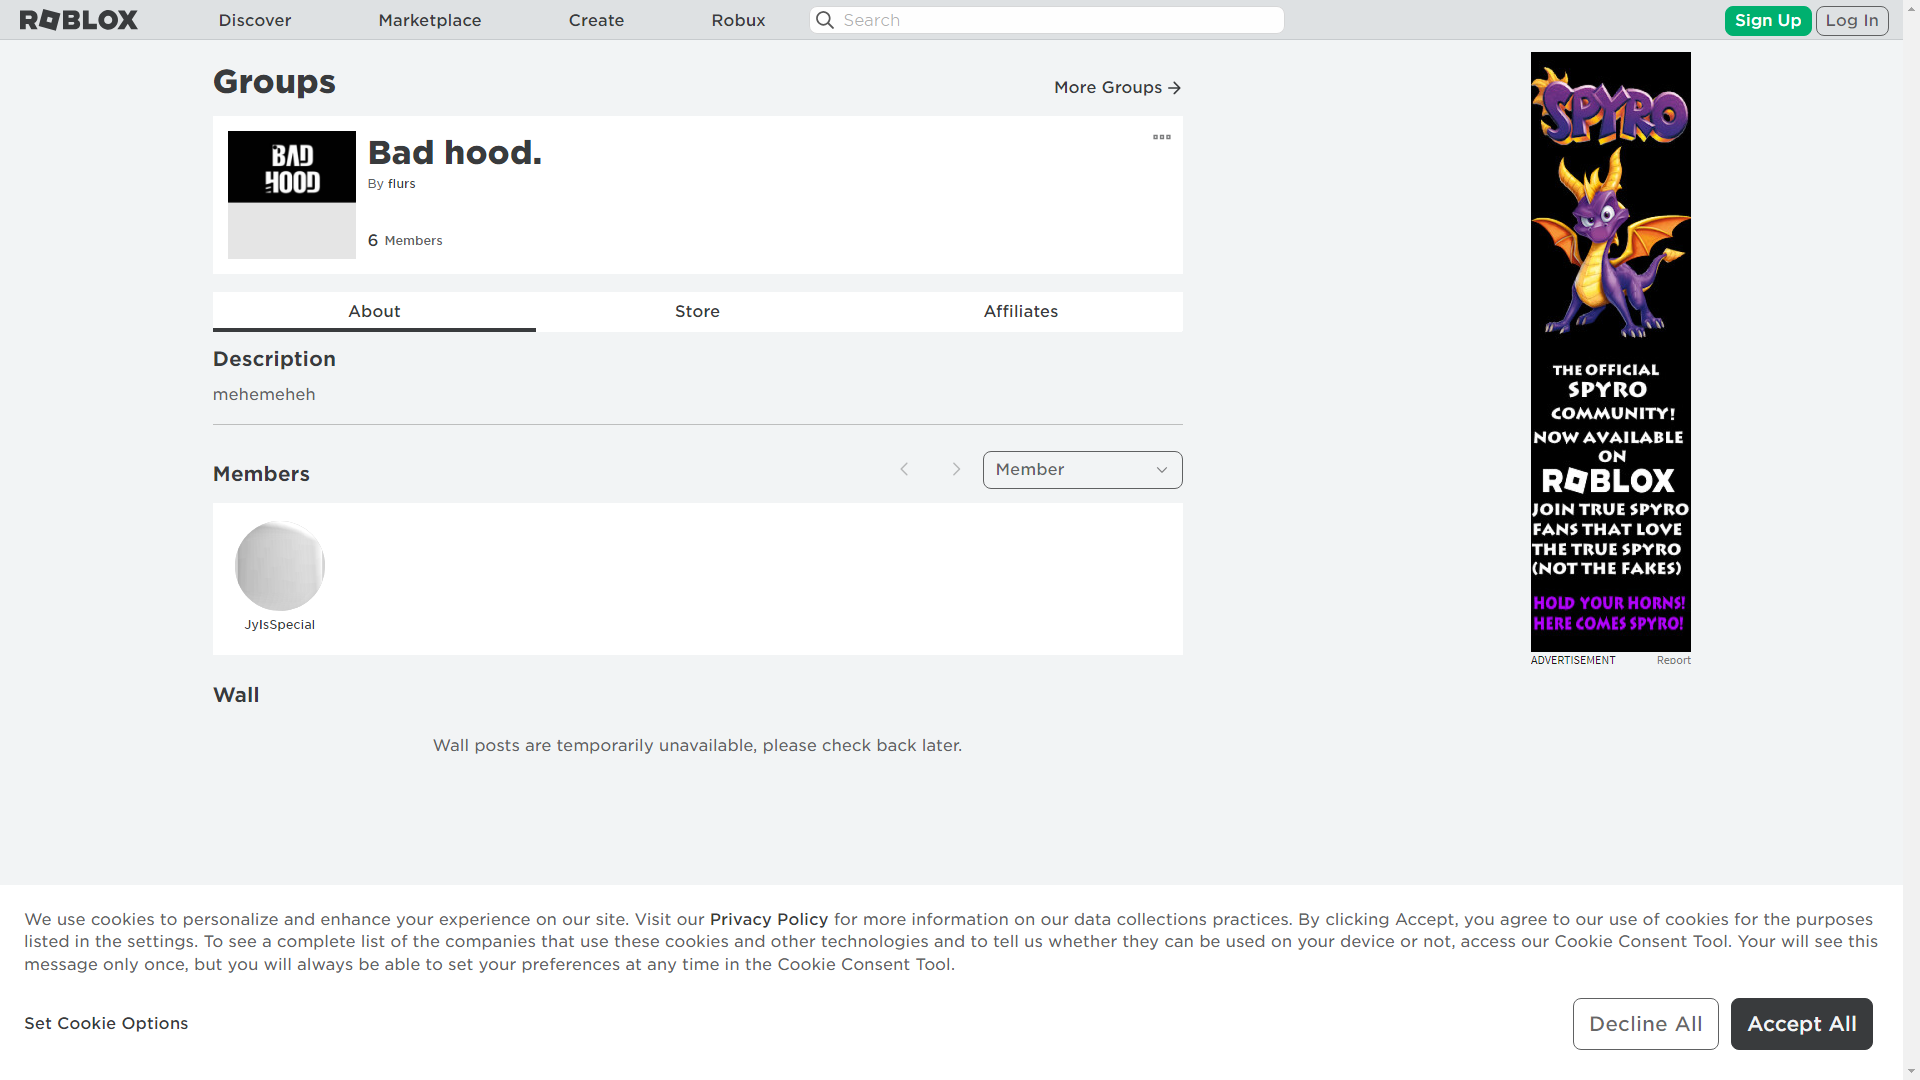 ROBLOX
Discover
Marketplace
Create
Robux
Search
Sign Up
Log In
Groups
More Groups
BAD
HOOD
Bad hood.
By flurs
6 Members
About
Store
Affiliates
Description
mehemeheh
Members
Member
JyIsSpecial
Wall
Wall posts are temporarily unavailable, please check back later.
SPYRO
THE OFFICIAL
SPYRO
COMMUNITY!
NOW AVAILABLE
ON
ROBLOX
JOIN TRUE SPYRO
FANS THAT LOVE
THE TRUE SPYRO
(NOT THE FAKES)
HOLD YOUR HORNS!
HERE COMES SPYRO!
ADVERTISEMENT
Report
We use cookies to personalize and enhance your experience on our site. Visit our Privacy Policy for more information on our data collections practices. By clicking Accept, you agree to our use of cookies for the purposes
listed in the settings. To see a complete list of the companies that use these cookies and other technologies and to tell us whether they can be used on your device or not, access our Cookie Consent Tool. Your will see this
message only once, but you will always be able to set your preferences at any time in the Cookie Consent Tool.
Set Cookie Options
Decline All
Accept All